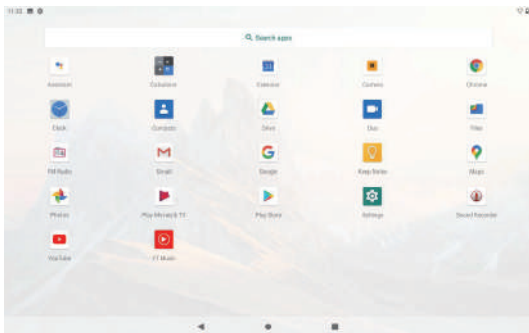 11:32
Search apps
Assistant Calculator Calendar Camera Chrome
Clock Contacts Drive Duo Files
FM Radio Gmail Google Keep Notes Maps
Photos Play Movies & TV Play Store Settings Sound Recorder
YouTube YT Music